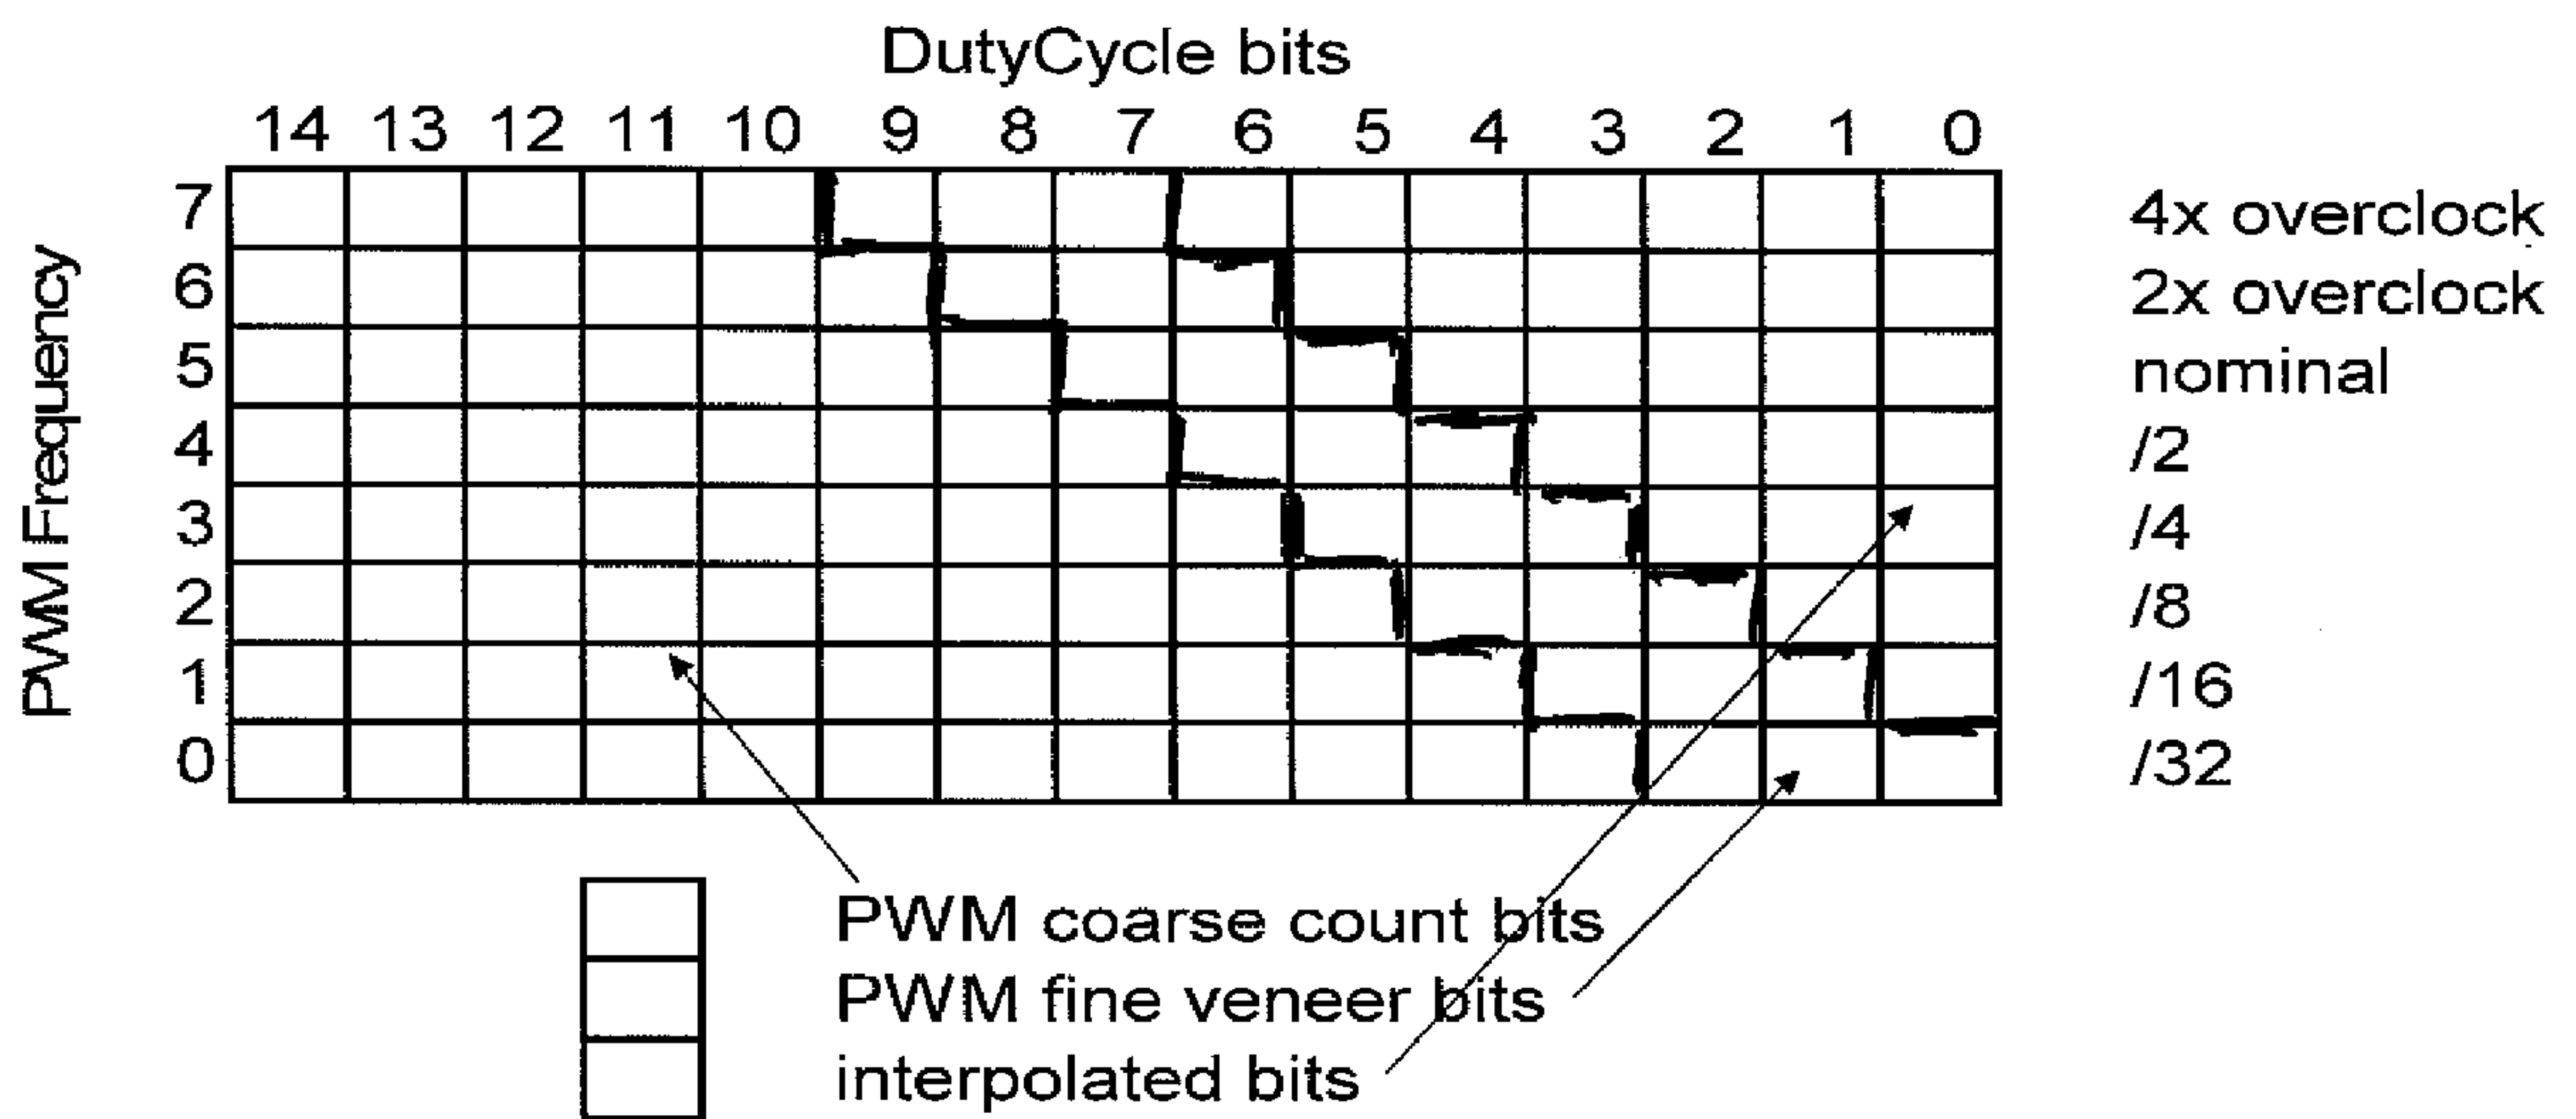 DutyCycle bits
14 13 12 11 10 9 8 7 6 5 4 3 2 1 0
PWM Frequency
7 4x overclock
6 2x overclock
5 nominal
4 /2
3 /4
2 /8
1 /16
0 /32
PWM coarse count bits
PWM fine veneer bits
interpolated bits